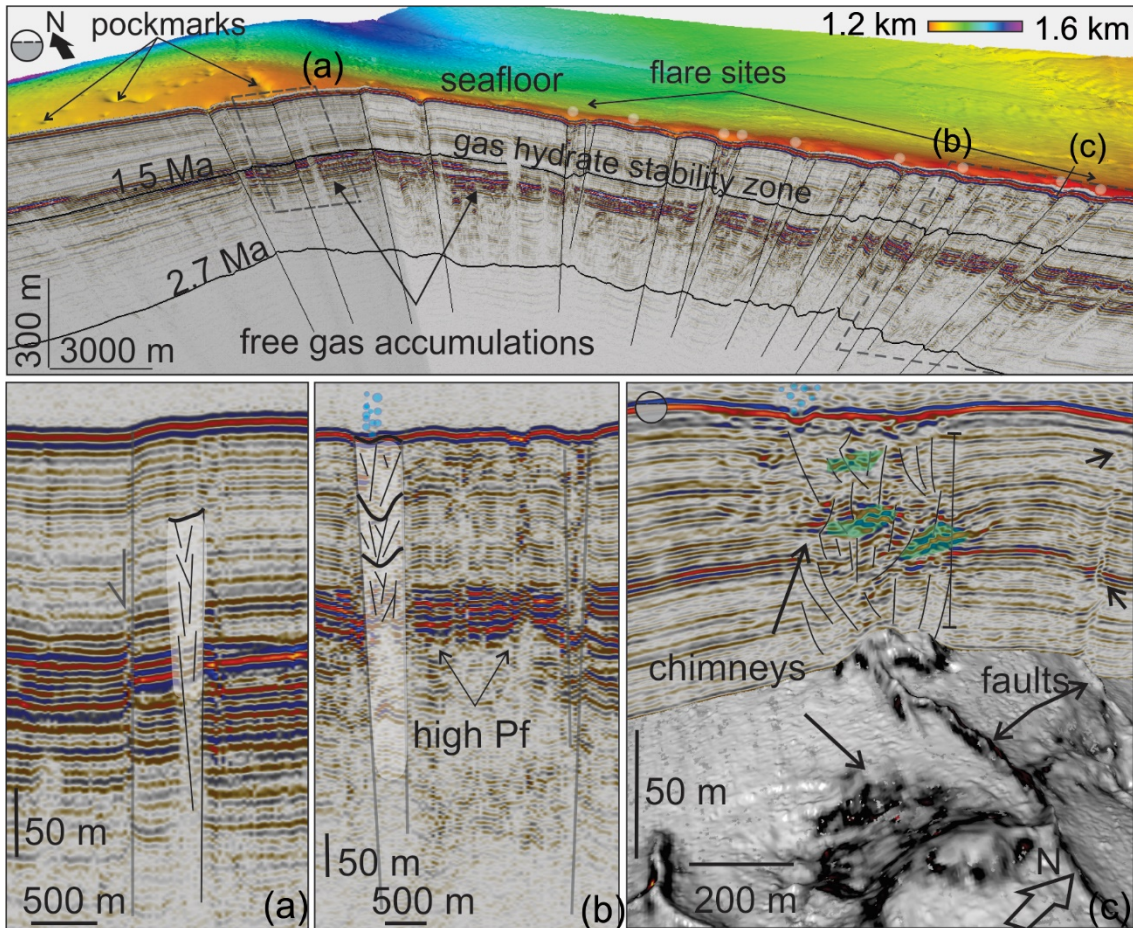 N
pockmarks
(a)
seafloor
flare sites
1.2 km
1.6 km
(b)
(c)
gas hydrate stability zone
1.5 Ma
2.7 Ma
free gas accumulations
300 m
3000 m
50 m
500 m
(a)
high Pf
50 m
500 m
(b)
chimneys
faults
50 m
200 m
N
(c)